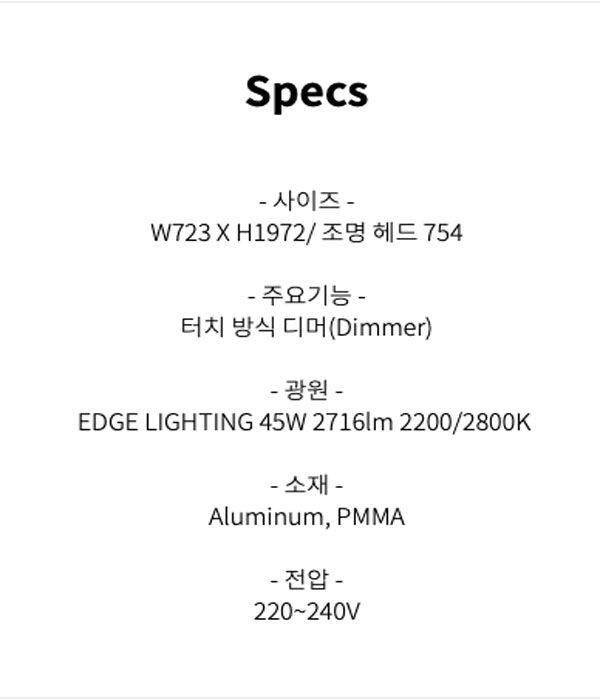 Specs
- 사이즈 -
W723 X H1972/ 조명 헤드 754
- 주요기능 -
터치 방식 디머(Dimmer)
- 광원 -
EDGE LIGHTING 45W 2716lm 2200/2800K
- 소재 -
Aluminum, PMMA
- 전압 -
220~240V